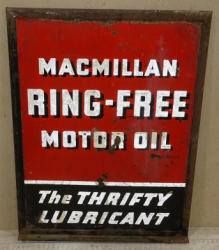 MACMILLAN
RING-FREE
MOTOR OIL
The THRIFTY
LUBRICANT